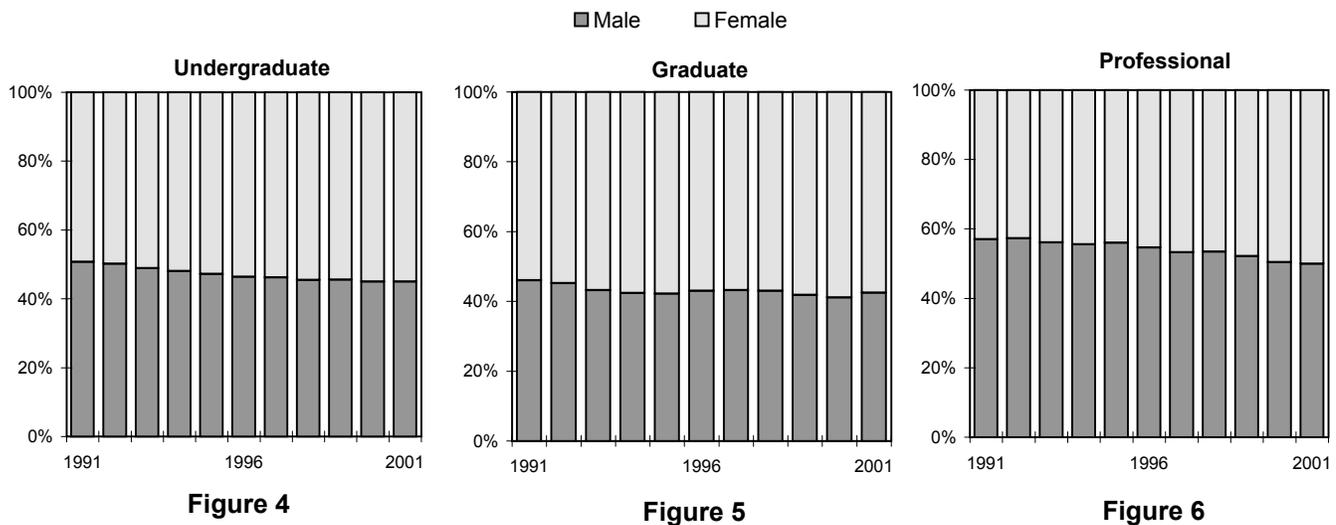 Male Female
Undergraduate
100%
80%
60%
40%
20%
0%
1991 1996 2001
Figure 4
Graduate
100%
80%
60%
40%
20%
0%
1991 1996 2001
Figure 5
Professional
100%
80%
60%
40%
20%
0%
1991 1996 2001
Figure 6